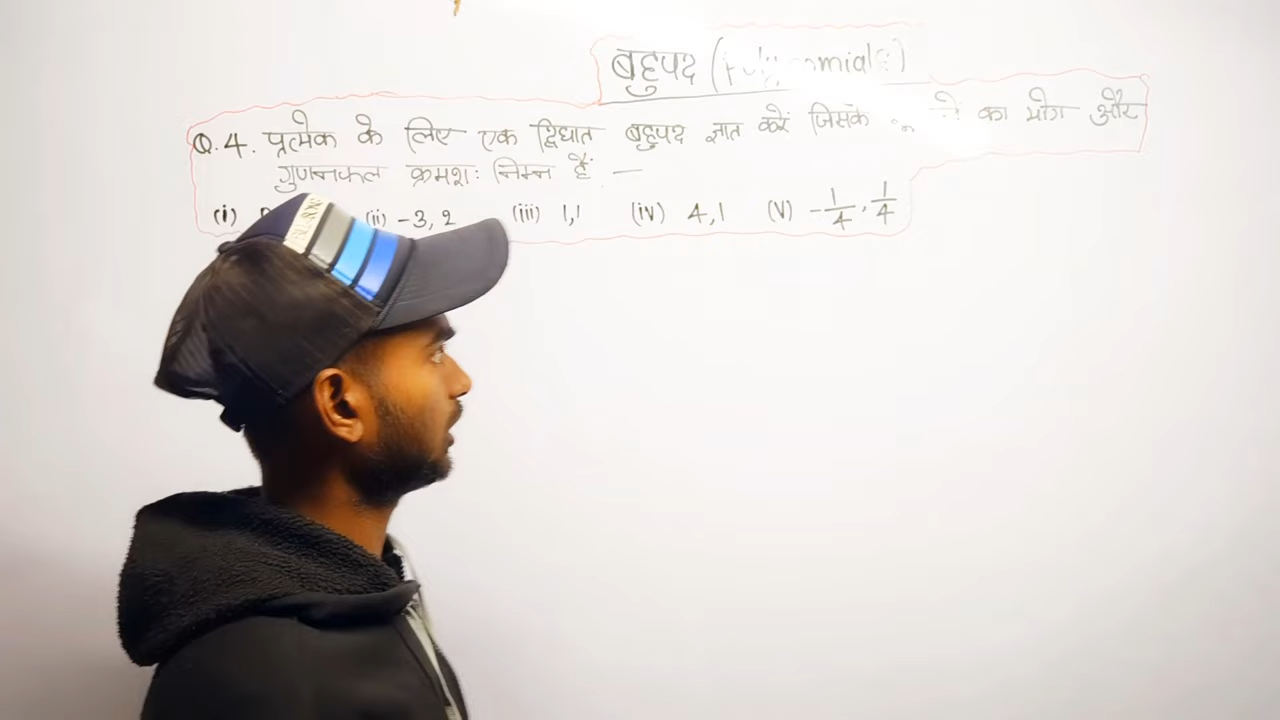 बहुपद (Polynomials)
Q.4. प्रत्येक के लिए एक द्विघात बहुपद ज्ञात करें जिसके का योग और
गुणनफल क्रमशः निम्न हैं. —
(i) (ii) -3, 2 (iii) 1,1 (iv) 4,1 (V) -1/4, 1/4